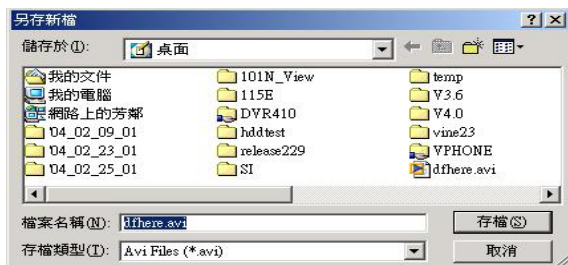 另存新檔
儲存於(I): 桌面
我的文件 101N_View temp
我的電腦 115E V3.6
網路上的芳鄰 DVR410 V4.0
'04_02_09_01 hddtest vine23
'04_02_23_01 release229 VPHONE
'04_02_25_01 SI dfhere.avi
檔案名稱(N): dfhere.avi 存檔(S)
存檔類型(T): Avi Files (*.avi) 取消